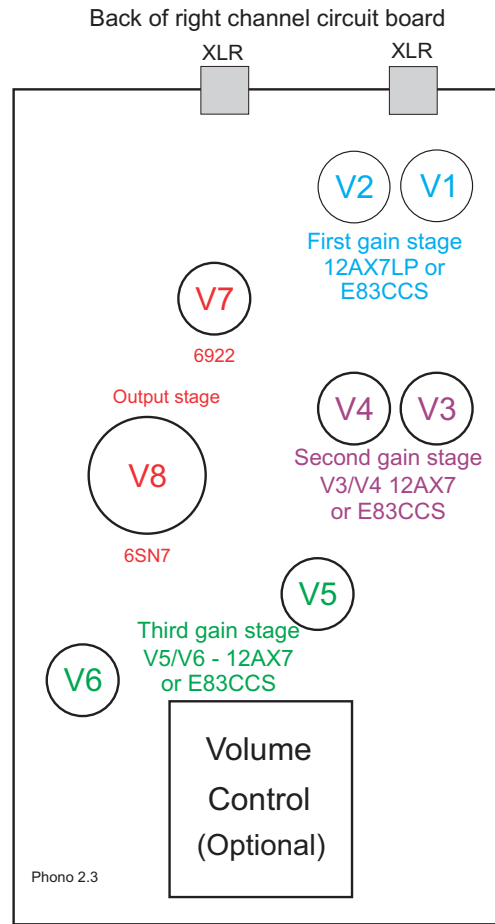 Back of right channel circuit board
XLR
XLR
V2
V1
First gain stage
12AX7LP or
E83CCS
V7
6922
Output stage
V8
6SN7
V4
V3
Second gain stage
V3/V4 12AX7
or E83CCS
V5
Third gain stage
V5/V6 - 12AX7
or E83CCS
V6
Volume
Control
(Optional)
Phono 2.3